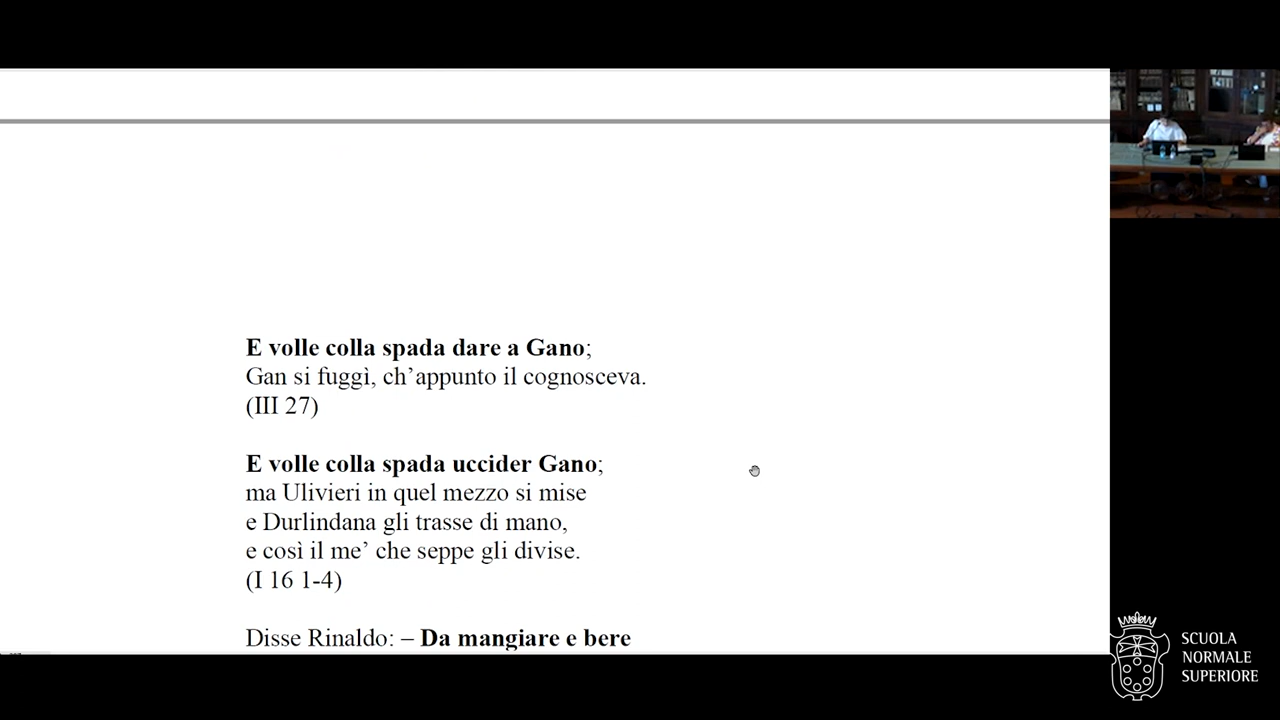 E volle colla spada dare a Gano;
Gan si fuggì, ch’appunto il cognosceva.
(III 27)
E volle colla spada uccider Gano;
ma Ulivieri in quel mezzo si mise
e Durlindana gli trasse di mano,
e così il me’ che seppe gli divise.
(I 16 1-4)
Disse Rinaldo: – Da mangiare e bere
SCUOLA
NORMALE
SUPERIORE